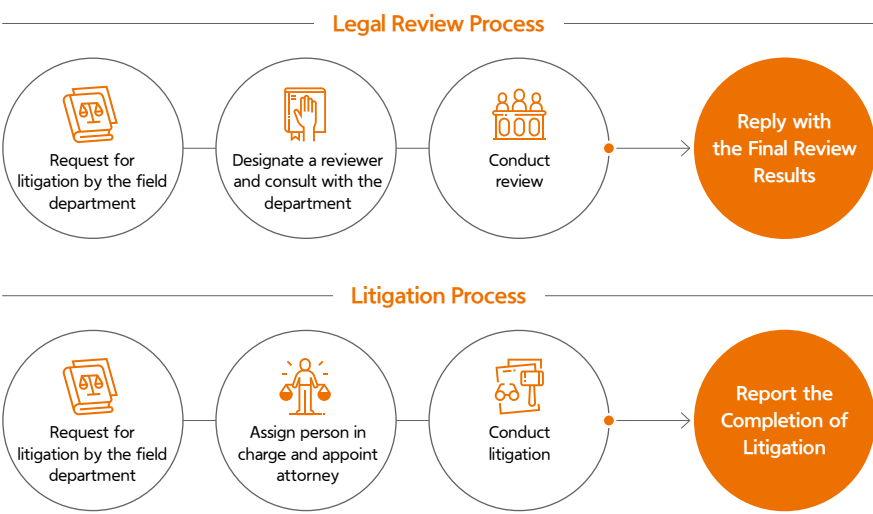 Legal Review Process
Request for
litigation by the field
department
Designate a reviewer
and consult with the
department
Conduct
review
Reply with
the Final Review
Results
Litigation Process
Request for
litigation by the field
department
Assign person in
charge and appoint
attorney
Conduct
litigation
Report the
Completion of
Litigation